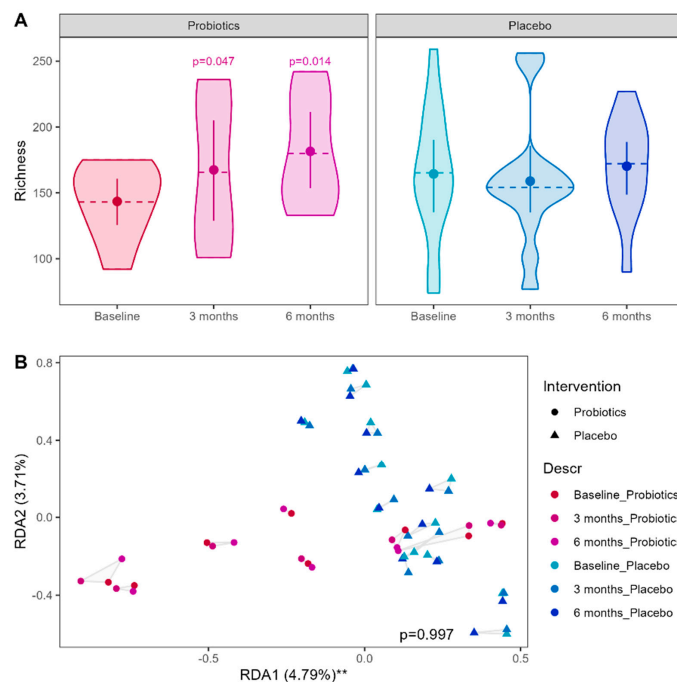 A
Probiotics
Placebo
p=0.047
p=0.014
250
200
150
100
Richness
Baseline
3 months
6 months
Baseline
3 months
6 months
B
0.8
0.4
0.0
-0.4
RDA2 (3.71%)
p=0.997
-0.5
0.0
0.5
RDA1 (4.79%)**
Intervention
Probiotics
Placebo
Descr
Baseline_Probiotics
3 months_Probiotics
6 months_Probiotics
Baseline_Placebo
3 months_Placebo
6 months_Placebo